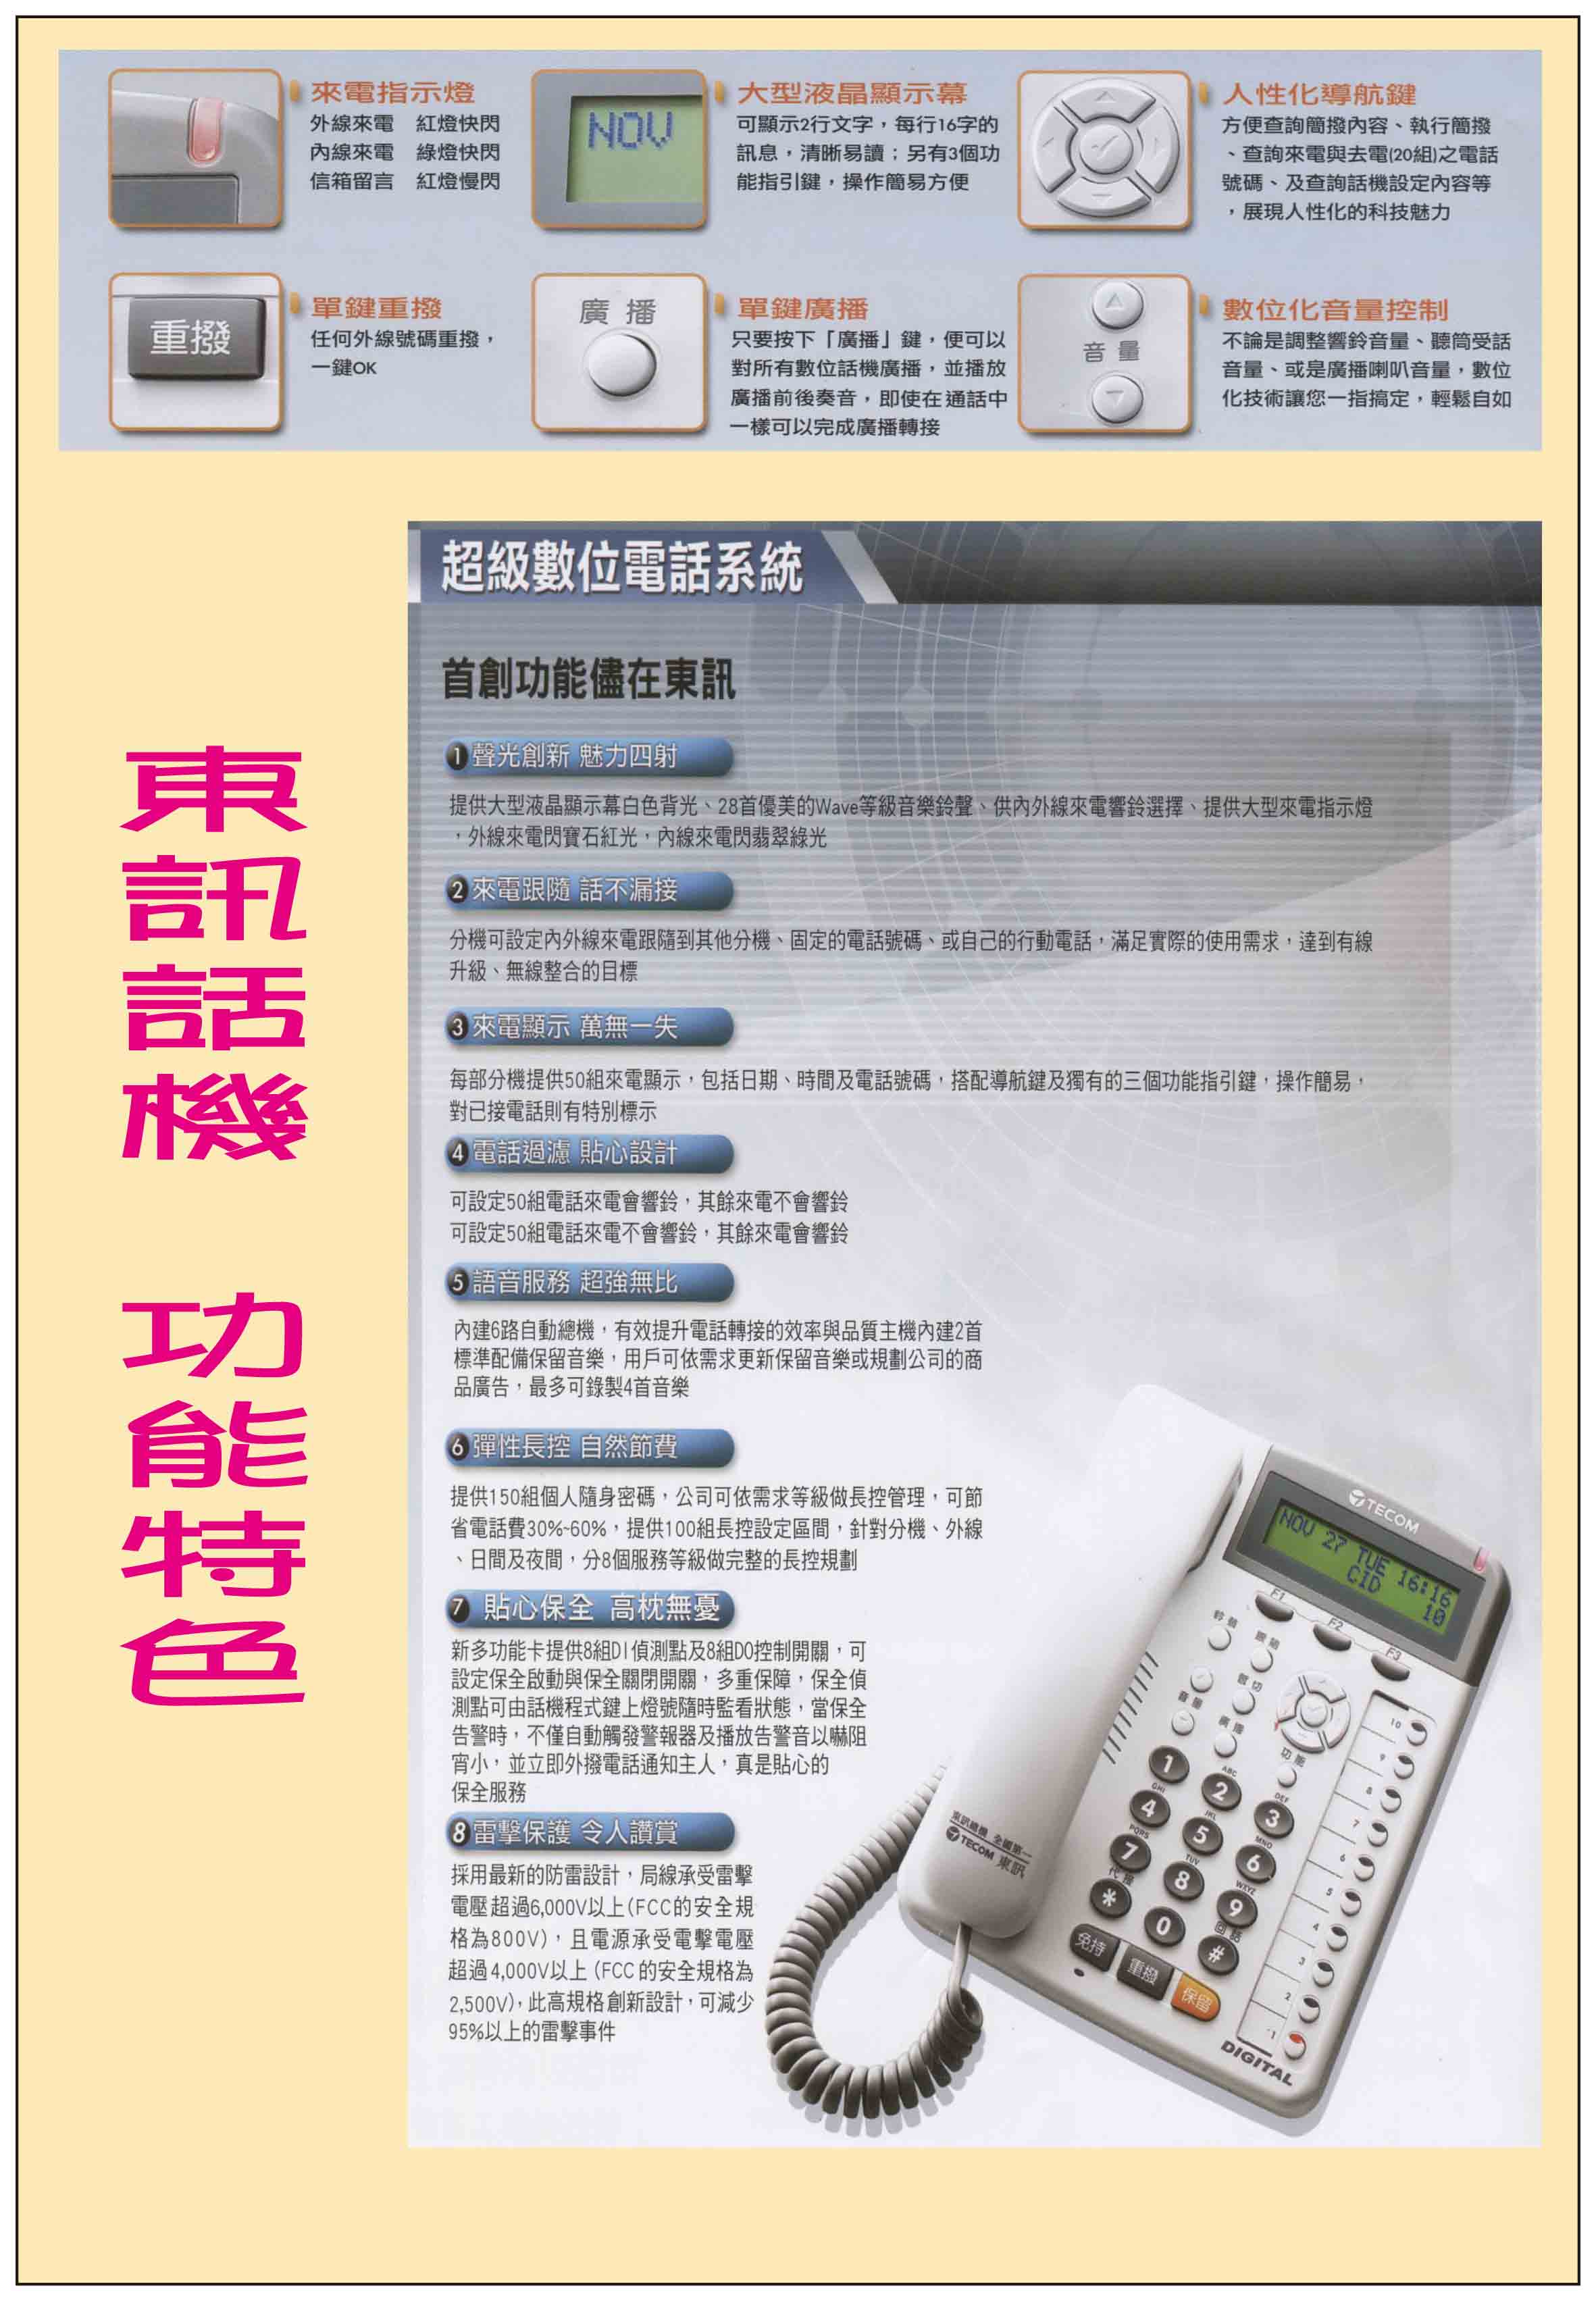 來電指示燈
外線來電 紅燈快閃
內線來電 綠燈快閃
信箱留言 紅燈慢閃
NOV
大型液晶顯示幕
可顯示2行文字，每行16字的
訊息，清晰易讀；另有3個功
能指引鍵，操作簡易方便
人性化導航鍵
方便查詢簡撥內容、執行簡撥
、查詢來電與去電(20組)之電話
號碼、及查詢話機設定內容等
，展現人性化的科技魅力
重撥
單鍵重撥
任何外線號碼重撥，
一鍵OK
廣播
單鍵廣播
只要按下「廣播」鍵，便可以
對所有數位話機廣播，並播放
廣播前後奏音，即使在通話中
一樣可以完成廣播轉接
音量
數位化音量控制
不論是調整響鈴音量、聽筒受話
音量、或是廣播喇叭音量，數位
化技術讓您一指搞定，輕鬆自如
東訊話機 功能特色
超級數位電話系統
首創功能儘在東訊
1 聲光創新 魅力四射
提供大型液晶顯示幕白色背光、28首優美的Wave等級音樂鈴聲、供內外線來電響鈴選擇、提供大型來電指示燈
，外線來電閃寶石紅光，內線來電閃翡翠綠光
2 來電跟隨 話不漏接
分機可設定內外線來電跟隨到其他分機、固定的電話號碼、或自己的行動電話，滿足實際的使用需求，達到有線
升級、無線整合的目標
3 來電顯示 萬無一失
每部分機提供50組來電顯示，包括日期、時間及電話號碼，搭配導航鍵及獨有的三個功能指引鍵，操作簡易，
對已接電話則有特別標示
4 電話過濾 貼心設計
可設定50組電話來電會響鈴，其餘來電不會響鈴
可設定50組電話來電不會響鈴，其餘來電會響鈴
5 語音服務 超強無比
內建6路自動總機，有效提升電話轉接的效率與品質主機內建2首
標準配備保留音樂，用戶可依需求更新保留音樂或規劃公司的商
品廣告，最多可錄製4首音樂
6 彈性長控 自然節費
提供150組個人隨身密碼，公司可依需求等級做長控管理，可節
省電話費30%~60%，提供100組長控設定區間，針對分機、外線
、日間及夜間，分8個服務等級做完整的長控規劃
7 貼心保全 高枕無憂
新多功能卡提供8組DI偵測點及8組DO控制開關，可
設定保全啟動與保全關閉開關，多重保障，保全偵
測點可由話機程式鍵上燈號隨時監看狀態，當保全
告警時，不僅自動觸發警報器及播放告警音以嚇阻
宵小，並立即外撥電話通知主人，真是貼心的
保全服務
8 雷擊保護 令人讚賞
採用最新的防雷設計，局線承受雷擊
電壓超過6,000V以上(FCC的安全規
格為800V)，且電源承受電擊電壓
超過4,000V以上(FCC的安全規格為
2,500V)，此高規格創新設計，可減少
95%以上的雷擊事件
TECOM
NOV 27 TUE 16:16
CID 10
F1
F2
F3
音量
廣播
功能
10
9
8
7
6
5
4
3
2
1
1
ABC
2
DEF
3
GHI
4
JKL
5
MNO
6
PQRS
7
TUV
8
WXYZ
9
代接
*
0
回話
#
免持
重撥
保留
DIGITAL
東訊總機 全國第一
TECOM 東訊